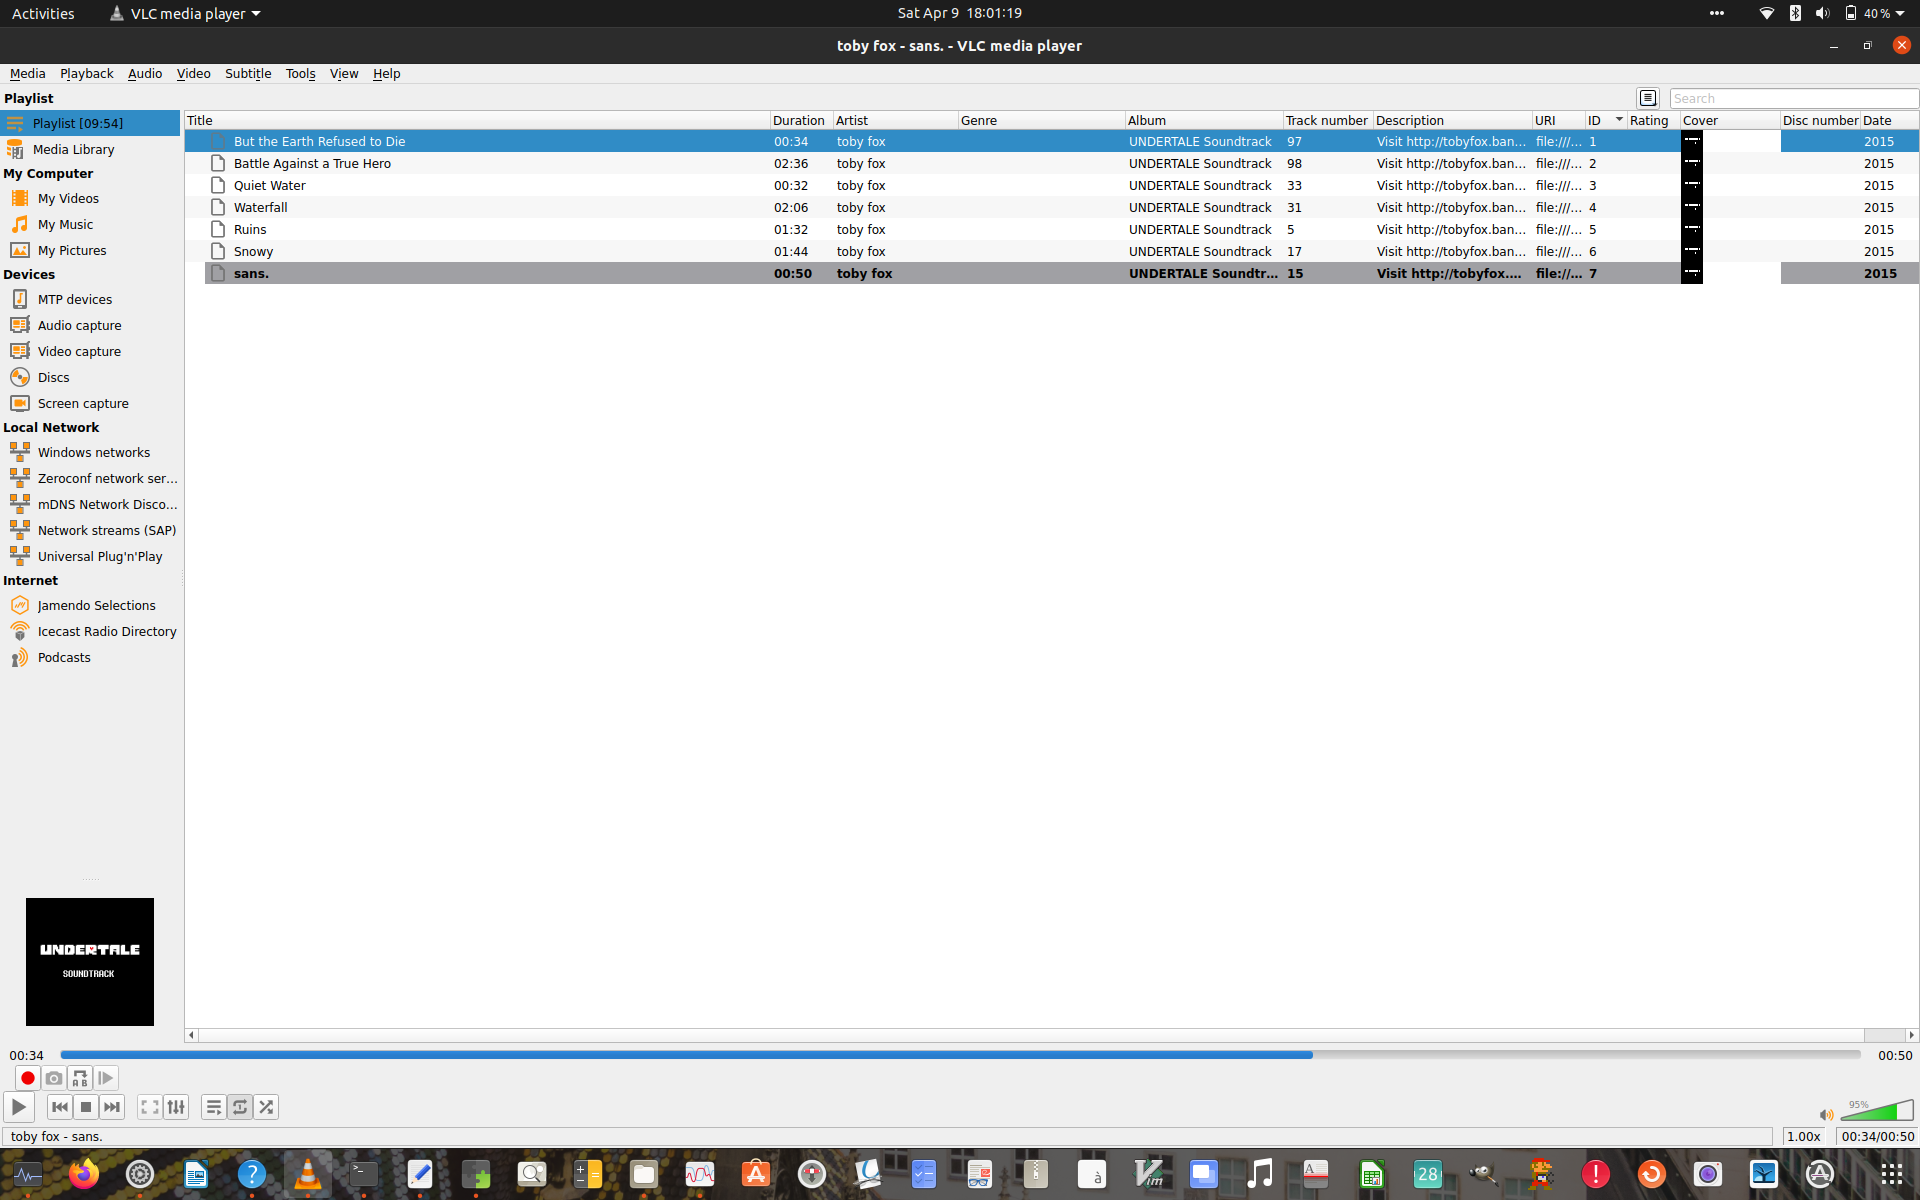 Activities VLC media player Sat Apr 9 18:01:19 40 %
toby fox - sans. - VLC media player
Media Playback Audio Video Subtitle Tools View Help
Playlist Search
Playlist [09:54]
Media Library
My Computer
My Videos
My Music
My Pictures
Devices
MTP devices
Audio capture
Video capture
Discs
Screen capture
Local Network
Windows networks
Zeroconf network ser...
mDNS Network Disco...
Network streams (SAP)
Universal Plug'n'Play
Internet
Jamendo Selections
Icecast Radio Directory
Podcasts
Title Duration Artist Genre Album Track number Description URI ID Rating Cover Disc number Date
But the Earth Refused to Die 00:34 toby fox UNDERTALE Soundtrack 97 Visit http://tobyfox.ban... file:///... 1 2015
Battle Against a True Hero 02:36 toby fox UNDERTALE Soundtrack 98 Visit http://tobyfox.ban... file:///... 2 2015
Quiet Water 00:32 toby fox UNDERTALE Soundtrack 33 Visit http://tobyfox.ban... file:///... 3 2015
Waterfall 02:06 toby fox UNDERTALE Soundtrack 31 Visit http://tobyfox.ban... file:///... 4 2015
Ruins 01:32 toby fox UNDERTALE Soundtrack 5 Visit http://tobyfox.ban... file:///... 5 2015
Snowy 01:44 toby fox UNDERTALE Soundtrack 17 Visit http://tobyfox.ban... file:///... 6 2015
sans. 00:50 toby fox UNDERTALE Soundtr... 15 Visit http://tobyfox.... file://... 7 2015
UNDERTALE
SOUNDTRACK
00:34 00:50
A B
95%
toby fox - sans. 1.00x 00:34/00:50
? >_ à Vim A 28 !